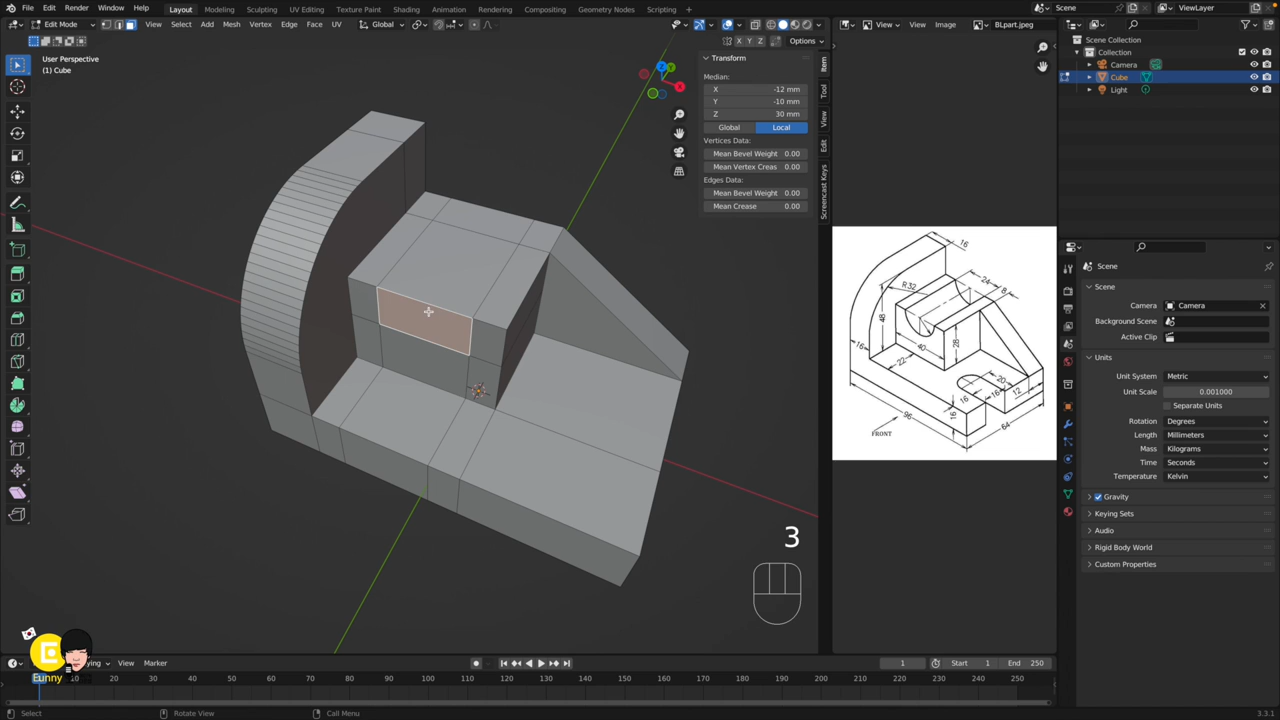 File Edit Render Window Help Layout Modeling Sculpting UV Editing Texture Paint Shading Animation Rendering Compositing Geometry Nodes Scripting Scene ViewLayer
Edit Mode View Select Add Mesh Vertex Edge Face UV Global View View Image BLpart.jpeg
X Y Z Options
User Perspective
(1) Cube
Scene Collection
Collection
Camera
Cube
Light
Transform
Median:
X -12 mm
Y -10 mm
Z 30 mm
Global Local
Vertices Data:
Mean Bevel Weight 0.00
Mean Vertex Creas 0.00
Edges Data:
Mean Bevel Weight 0.00
Mean Crease 0.00
Item
Tool
View
Edit
Screencast Keys
Z
Y
X
16
24
8
R32
48
40
28
16
22
20
16
16
12
16
96
64
FRONT
Scene
Scene
Camera Camera
Background Scene
Active Clip
Units
Unit System Metric
Unit Scale 0.001000
Separate Units
Rotation Degrees
Length Millimeters
Mass Kilograms
Time Seconds
Temperature Kelvin
Gravity
Keying Sets
Audio
Rigid Body World
Custom Properties
3
Eunny
Keying View Marker
1 Start 1 End 250
10 20 30 40 50 60 70 80 90 100 110 120 130 140 150 160 170 180 190 200 210 220 230 240 250
Select Rotate View Call Menu 3.3.1